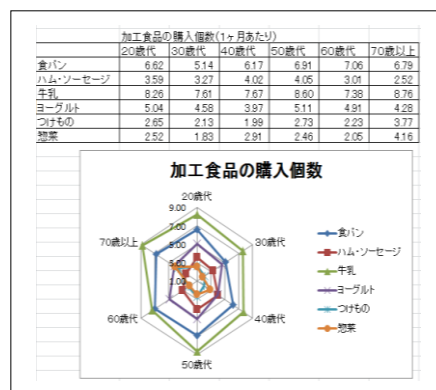 加工食品の購入個数(1ヶ月あたり)
20歳代 30歳代 40歳代 50歳代 60歳代 70歳以上
食パン 6.62 5.14 6.17 6.91 7.06 6.79
ハム・ソーセージ 3.59 3.27 4.02 4.05 3.01 2.52
牛乳 8.26 7.61 7.67 8.60 7.38 8.76
ヨーグルト 5.04 4.58 3.97 5.11 4.91 4.28
つけもの 2.65 2.13 1.99 2.73 2.23 3.77
惣菜 2.52 1.83 2.91 2.46 2.05 4.16
加工食品の購入個数
20歳代
9.00
7.00
5.00
3.00
1.00
30歳代
40歳代
50歳代
60歳代
70歳以上
食パン
ハム・ソーセージ
牛乳
ヨーグルト
つけもの
惣菜